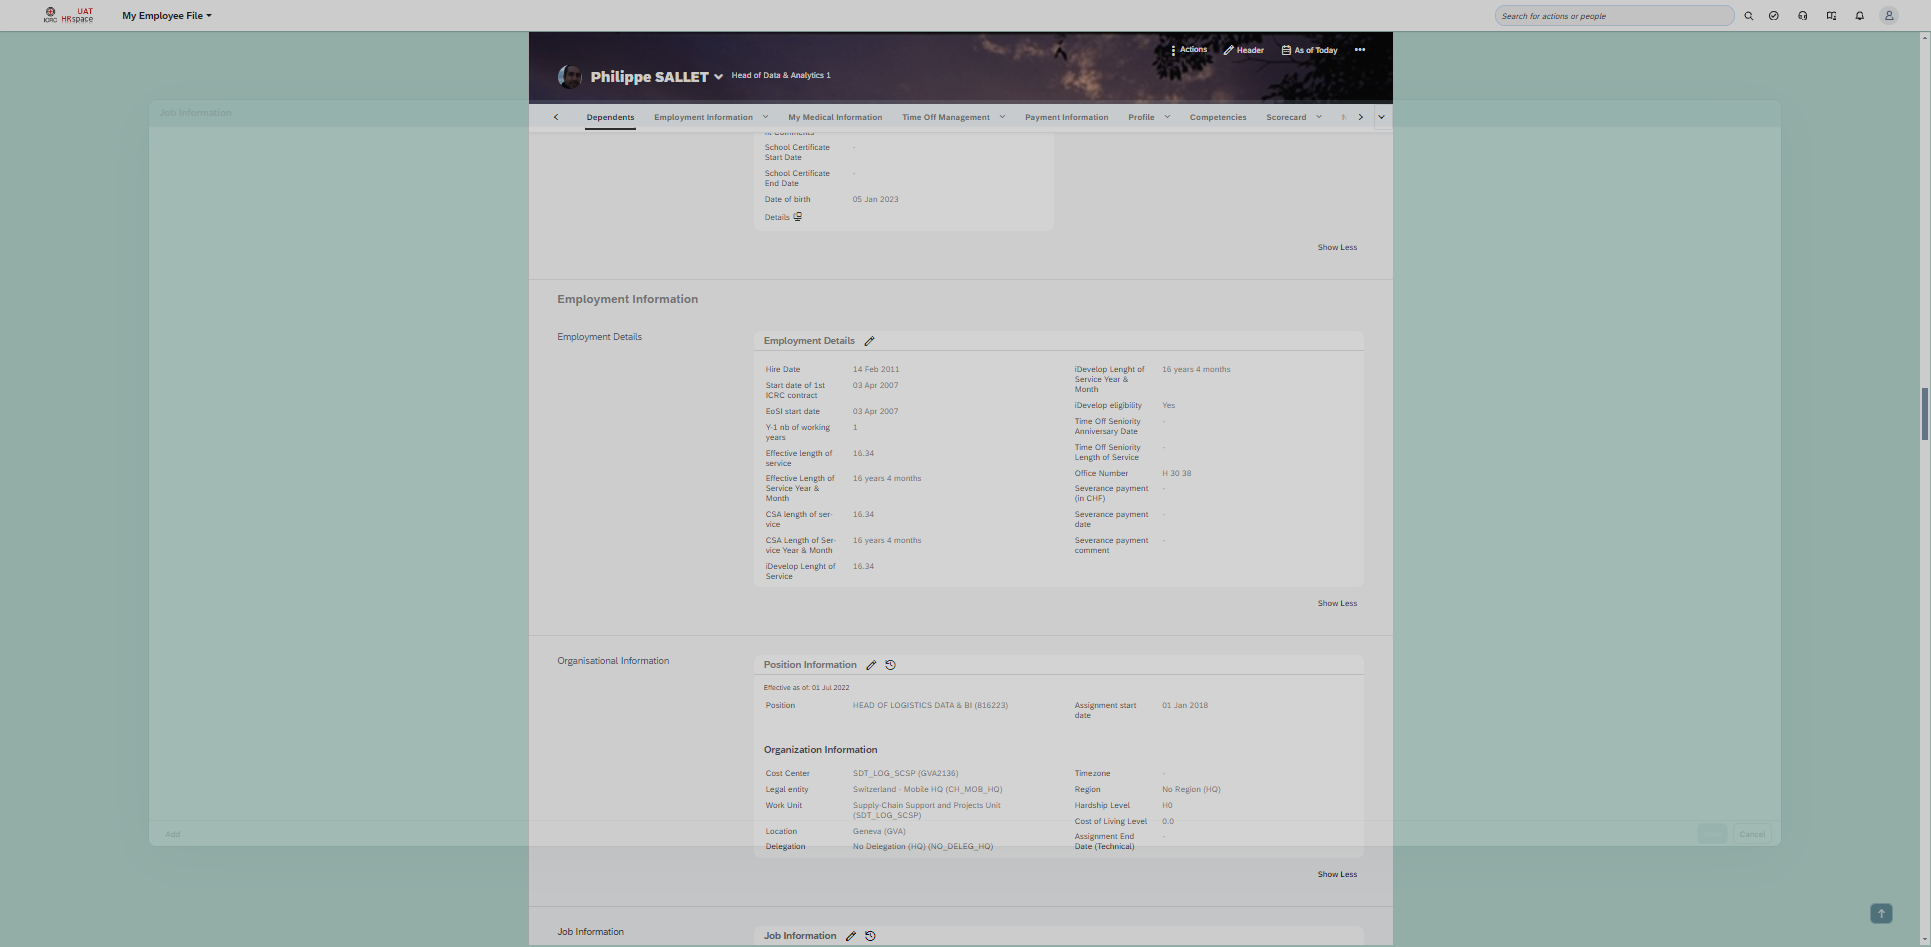 ICRC
UAT
HRspace
My Employee File
Search for actions or people
Actions
Header
As of Today
Philippe SALLET
Head of Data & Analytics 1
Job Information
Dependents
Employment Information
My Medical Information
Time Off Management
Payment Information
Profile
Competencies
Scorecard
nt Comments
School Certificate
Start Date
-
School Certificate
End Date
-
Date of birth
05 Jan 2023
Details
Show Less
Employment Information
Employment Details
Employment Details
Hire Date
14 Feb 2011
Start date of 1st
ICRC contract
03 Apr 2007
EoSI start date
03 Apr 2007
Y-1 nb of working
years
1
Effective length of
service
16.34
Effective Length of
Service Year &
Month
16 years 4 months
CSA length of ser-
vice
16.34
CSA Length of Ser-
vice Year & Month
16 years 4 months
iDevelop Lenght of
Service
16.34
iDevelop Lenght of
Service Year &
Month
16 years 4 months
iDevelop eligibility
Yes
Time Off Seniority
Anniversary Date
-
Time Off Seniority
Length of Service
-
Office Number
H 30 38
Severance payment
(in CHF)
-
Severance payment
date
-
Severance payment
comment
-
Show Less
Organisational Information
Position Information
Effective as of: 01 Jul 2022
Position
HEAD OF LOGISTICS DATA & BI (816223)
Assignment start
date
01 Jan 2018
Organization Information
Cost Center
SDT_LOG_SCSP (GVA2136)
Legal entity
Switzerland - Mobile HQ (CH_MOB_HQ)
Work Unit
Supply-Chain Support and Projects Unit
(SDT_LOG_SCSP)
Location
Geneva (GVA)
Delegation
No Delegation (HQ) (NO_DELEG_HQ)
Timezone
-
Region
No Region (HQ)
Hardship Level
H0
Cost of Living Level
0.0
Assignment End
Date (Technical)
-
Add
Cancel
Show Less
Job Information
Job Information